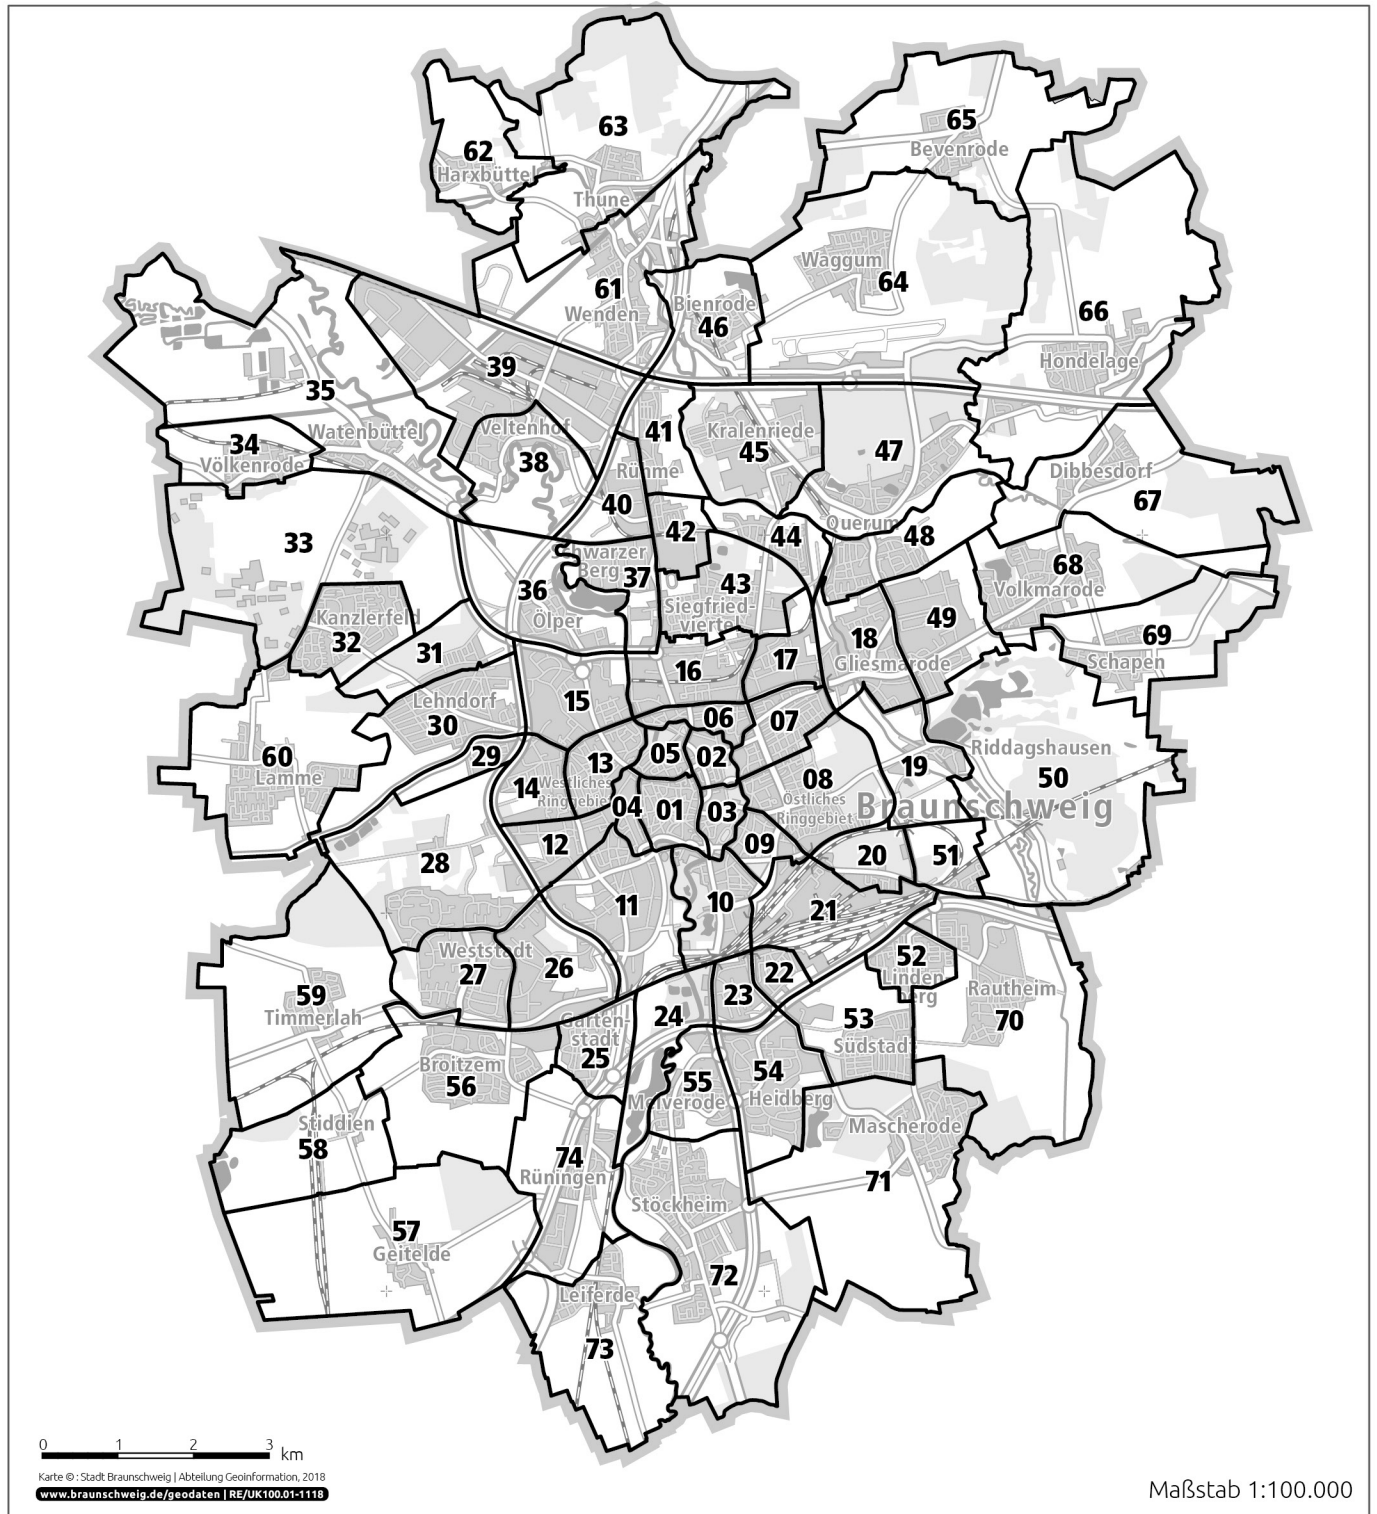 63
65
Bevenrode
62
Harxbüttel
Thune
Waggum
64
61
Wenden
Bienrode
46
66
Hondelage
39
35
Watenbüttel
34
Völkenrode
Veltenhof
38
41
Rühme
Kralenriede
45
47
Dibbesdorf
67
40
42
44
Querum
48
33
Schwarzer
Berg
37
36
Ölper
43
Siegfried-
viertel
68
Volkmarode
Kanzlerfeld
32
31
18
Gliesmarode
49
69
Schapen
16
17
Lehndorf
30
15
06
07
60
Lamme
29
13
05
02
08
19
Riddagshausen
50
14
Westliches
Ringgebiet
04
01
03
Östliches
Ringgebiet
Braunschweig
28
12
09
20
51
11
10
21
Weststadt
27
26
22
23
52
Linden-
berg
Rautheim
70
59
Timmerlah
24
Garten-
stadt
25
53
Südstadt
Broitzem
56
55
Melverode
54
Heidberg
Stiddien
58
Mascherode
71
74
Rüningen
Stöckheim
57
Geitelde
72
Leiferde
73
0 1 2 3 km
Karte © : Stadt Braunschweig | Abteilung Geoinformation, 2018
www.braunschweig.de/geodaten | RE/UK100.01-1118
Maßstab 1:100.000